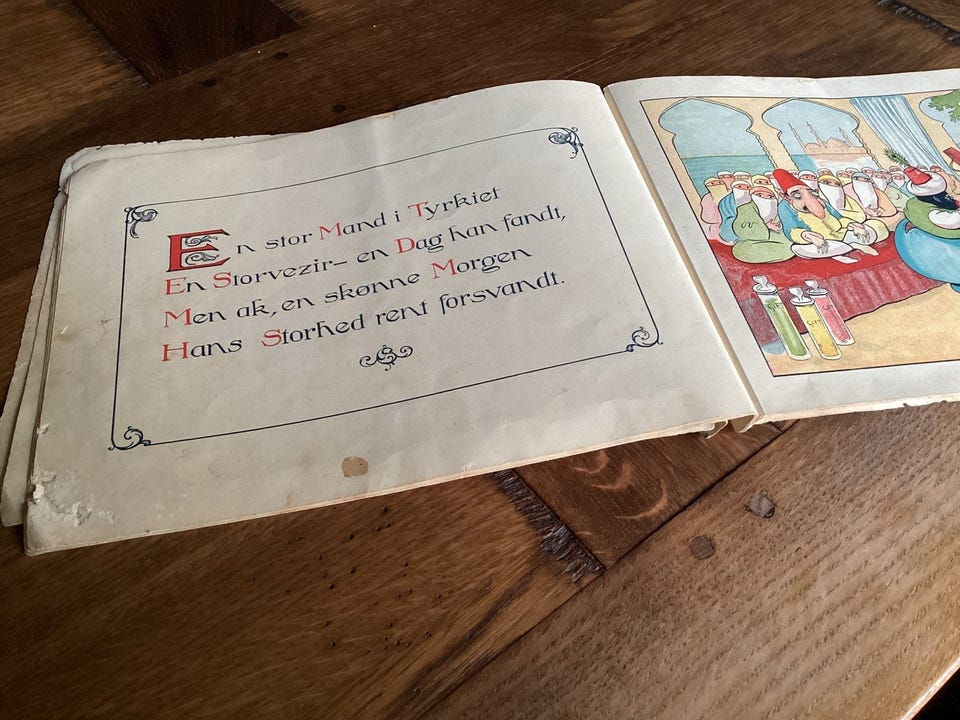 En stor Mand i Tyrkiet
En Storvezir– en Dag han fandt,
Men ak, en skønne Morgen
Hans Storhed rent forsvandt.
GIFT